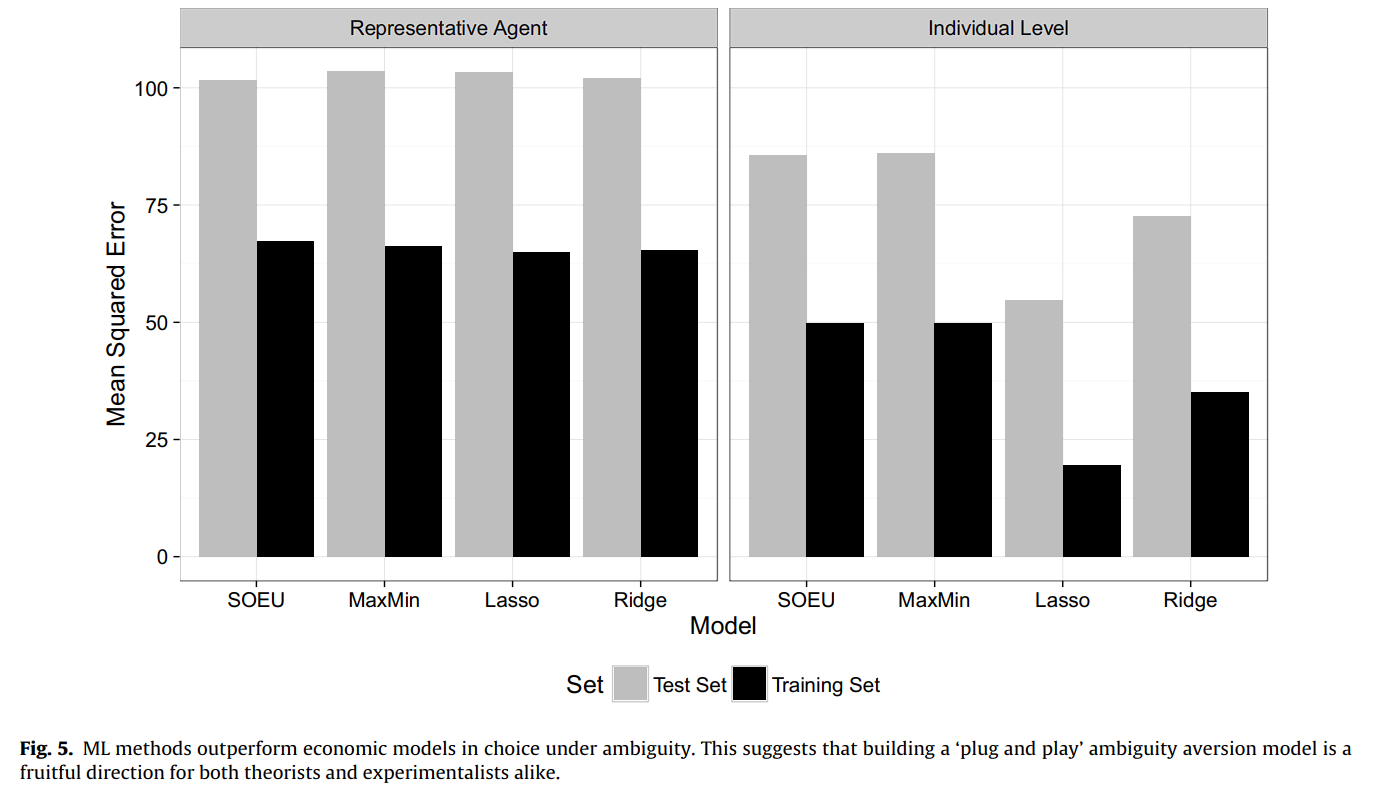 Representative Agent
Individual Level
Mean Squared Error
100
75
50
25
0
SOEU MaxMin Lasso Ridge
SOEU MaxMin Lasso Ridge
Model
Set Test Set Training Set
Fig. 5. ML methods outperform economic models in choice under ambiguity. This suggests that building a ‘plug and play’ ambiguity aversion model is a
fruitful direction for both theorists and experimentalists alike.